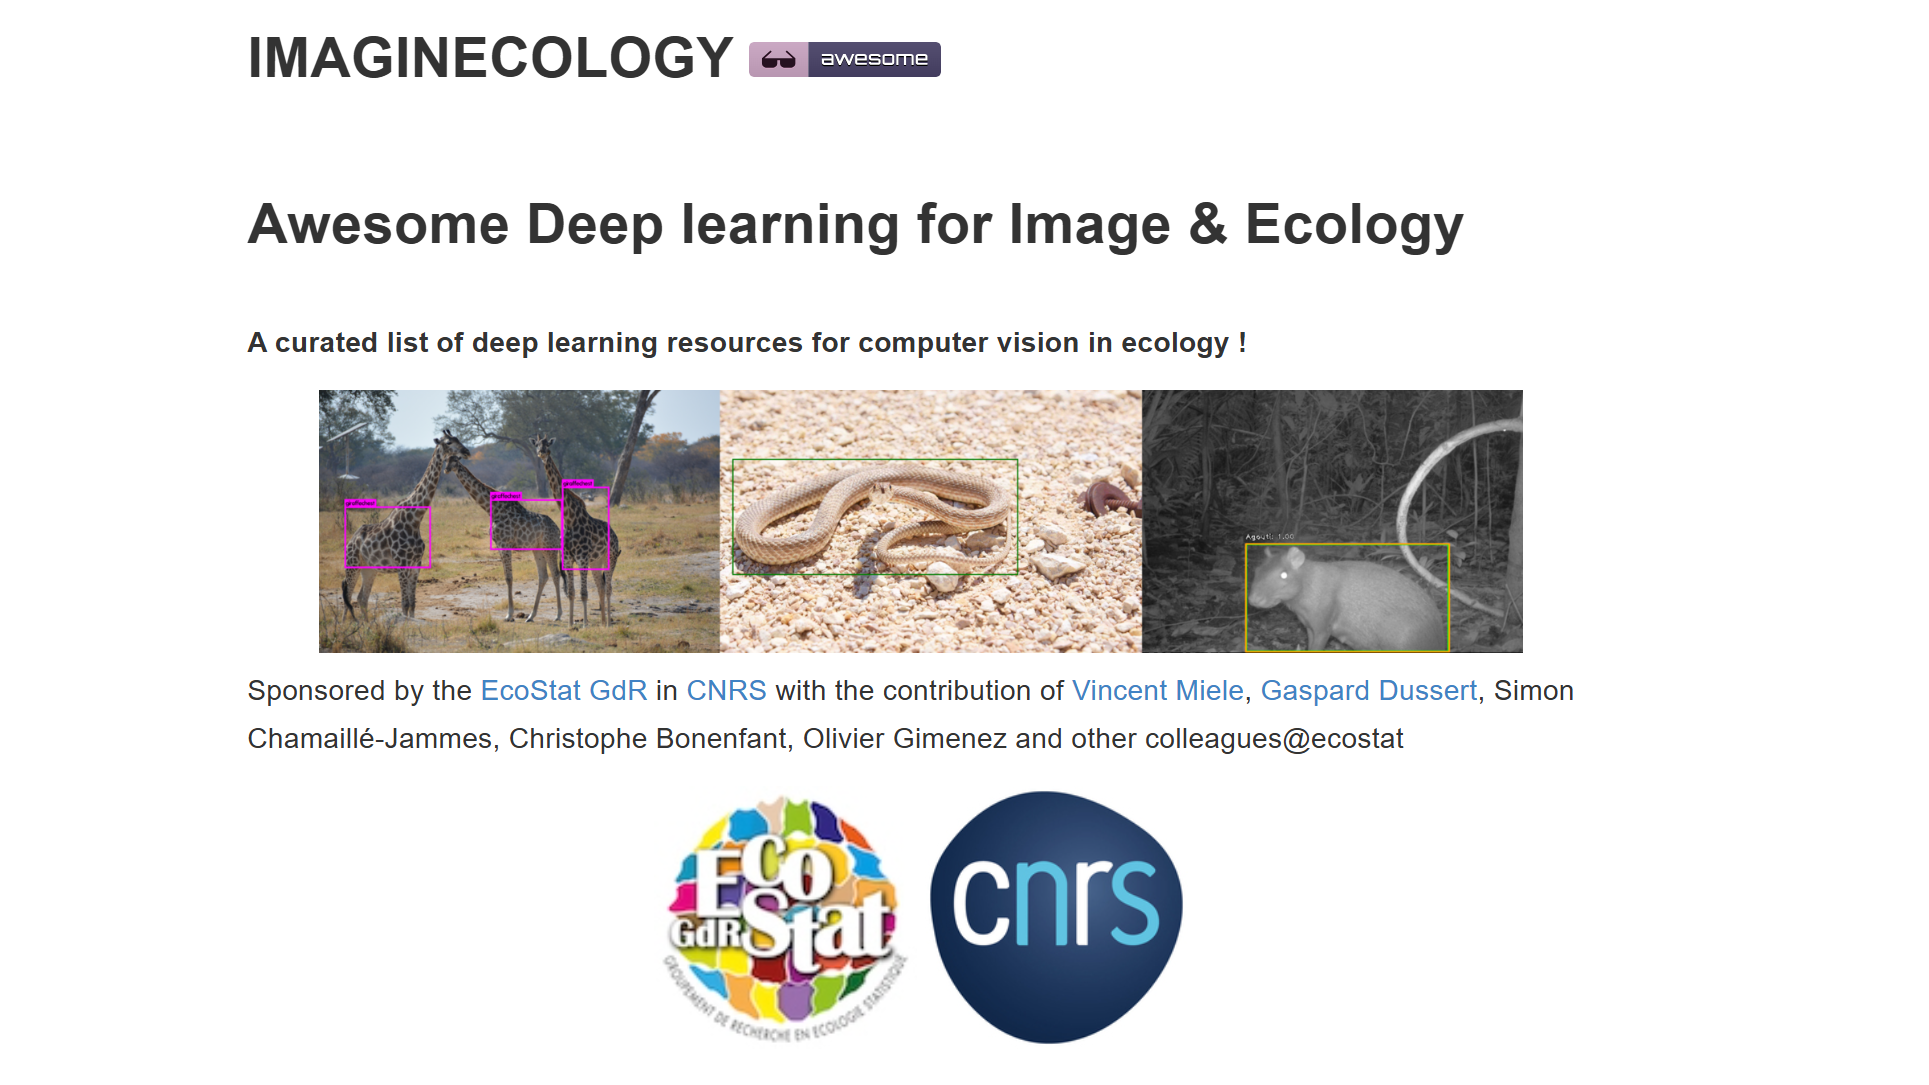 IMAGINECOLOGY awesome
Awesome Deep learning for Image & Ecology
A curated list of deep learning resources for computer vision in ecology !
Agouti: 1.00
Sponsored by the EcoStat GdR in CNRS with the contribution of Vincent Miele, Gaspard Dussert, Simon
Chamaillé-Jammes, Christophe Bonenfant, Olivier Gimenez and other colleagues@ecostat
Eco
GdR Stat
GROUPEMENT DE RECHERCHE EN ECOLOGIE STATISTIQUE
cnrs